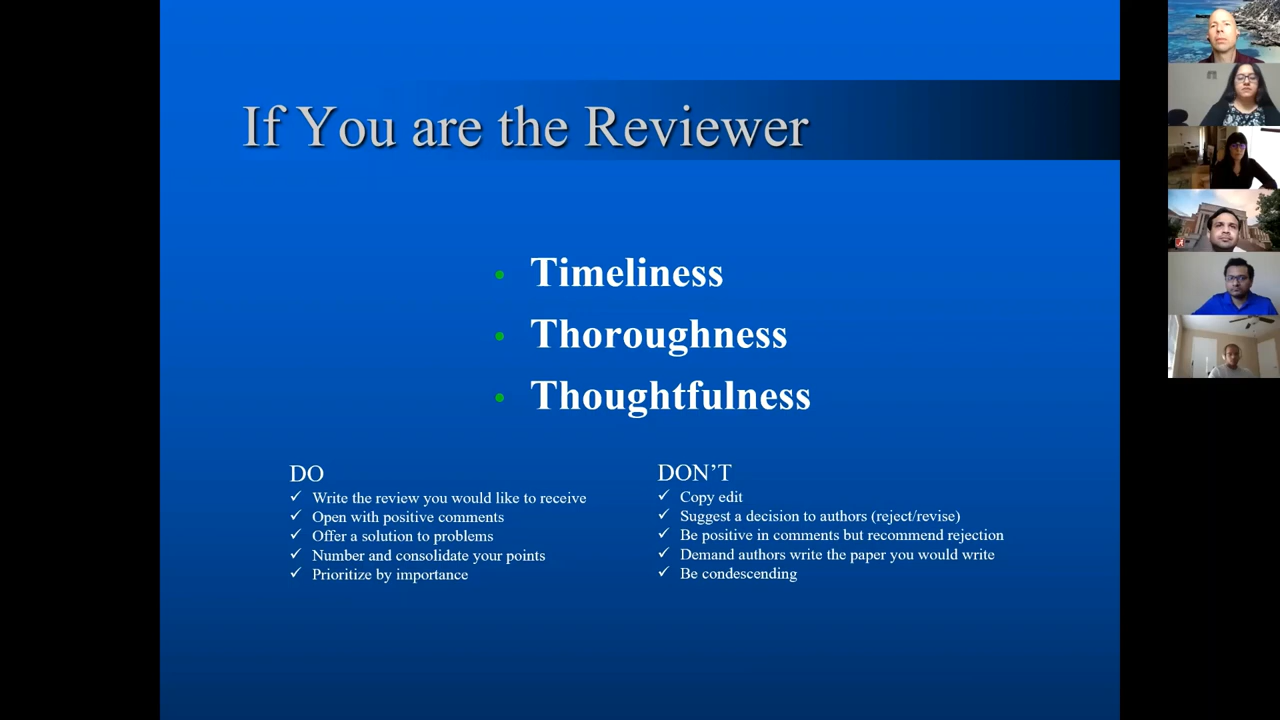 If You are the Reviewer
• Timeliness
• Thoroughness
• Thoughtfulness
DO
✓ Write the review you would like to receive
✓ Open with positive comments
✓ Offer a solution to problems
✓ Number and consolidate your points
✓ Prioritize by importance
DON’T
✓ Copy edit
✓ Suggest a decision to authors (reject/revise)
✓ Be positive in comments but recommend rejection
✓ Demand authors write the paper you would write
✓ Be condescending